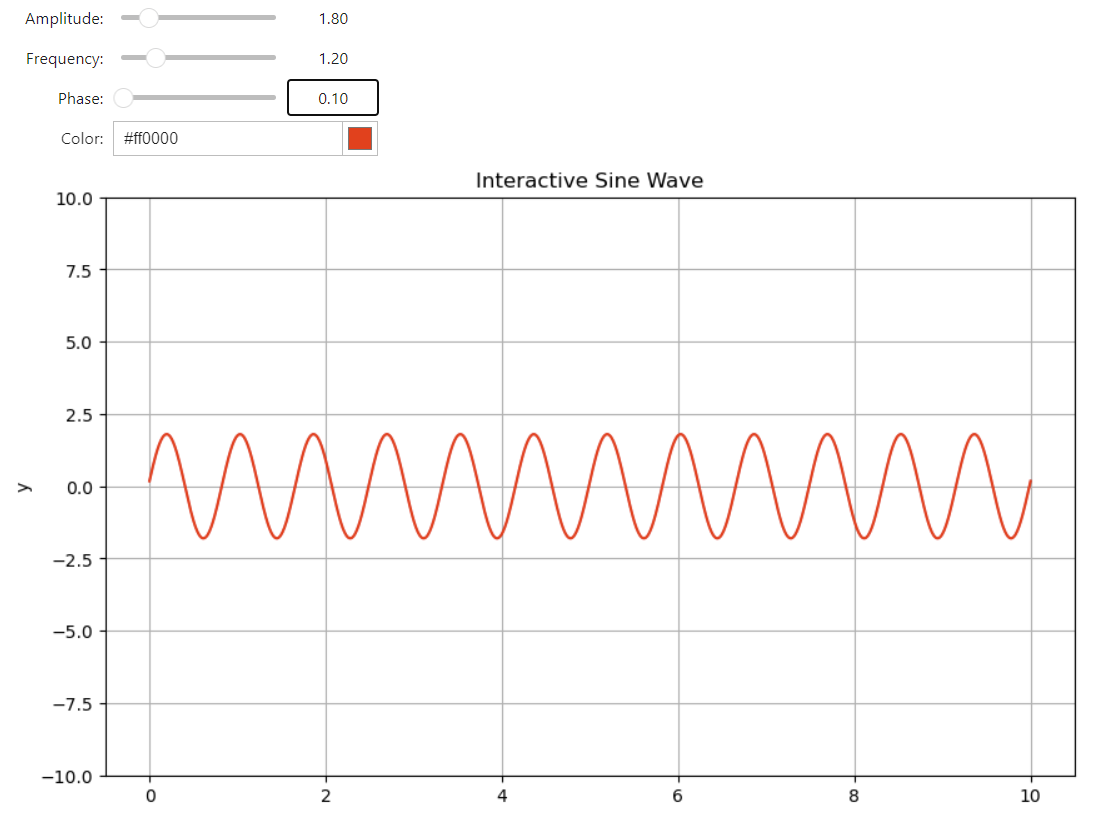 Amplitude: 1.80
Frequency: 1.20
Phase: 0.10
Color: #ff0000
Interactive Sine Wave
10.0
7.5
5.0
2.5
0.0
−2.5
−5.0
−7.5
−10.0
y
0 2 4 6 8 10